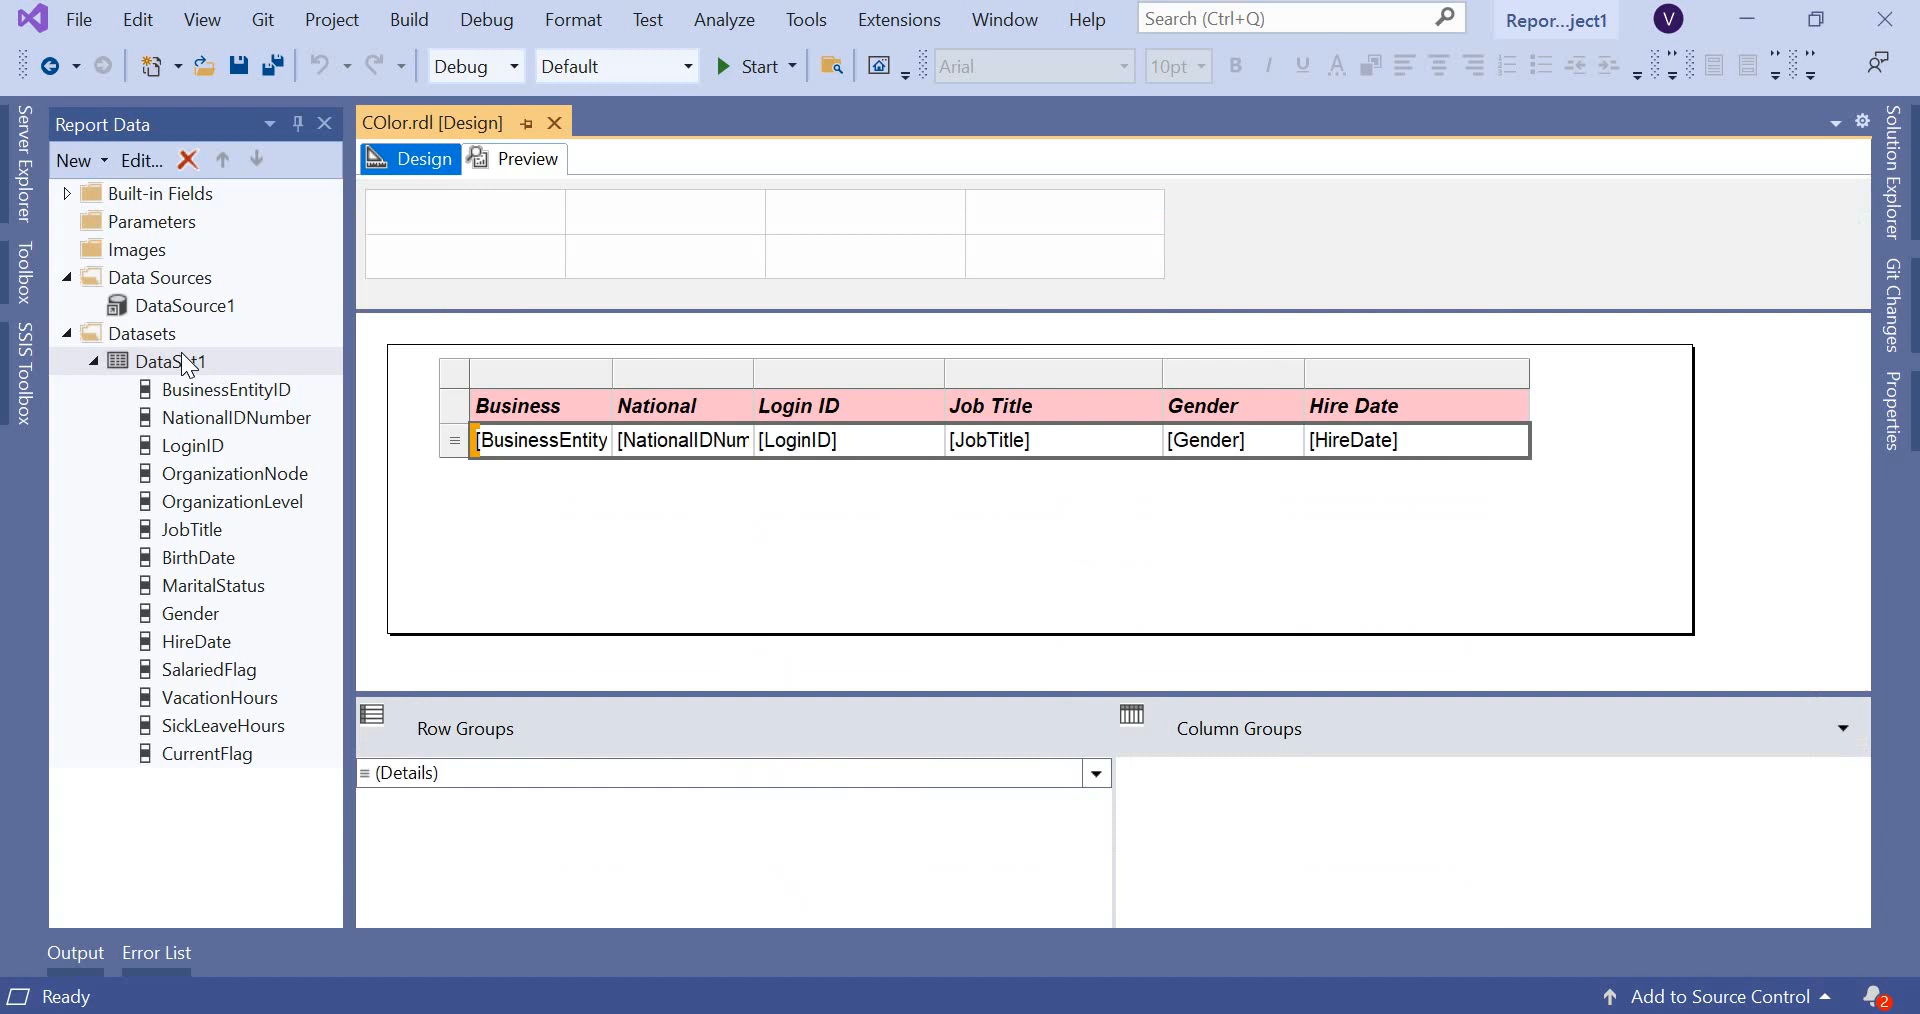 File Edit View Git Project Build Debug Format Test Analyze Tools Extensions Window Help Search (Ctrl+Q) Repor...ject1 V
Debug Default Start Arial 10pt B I U A
Server Explorer
Toolbox
SSIS Toolbox
Report Data
New Edit...
Built-in Fields
Parameters
Images
Data Sources
DataSource1
Datasets
BusinessEntityID
NationalIDNumber
LoginID
OrganizationNode
OrganizationLevel
JobTitle
BirthDate
MaritalStatus
Gender
HireDate
SalariedFlag
VacationHours
SickLeaveHours
CurrentFlag
COlor.rdl [Design]
Design Preview
Business National Login ID Job Title Gender Hire Date
[BusinessEntity [NationalIDNum [LoginID] [JobTitle] [Gender] [HireDate]
Row Groups Column Groups
(Details)
Solution Explorer
Git Changes
Properties
Output Error List
Ready Add to Source Control 2